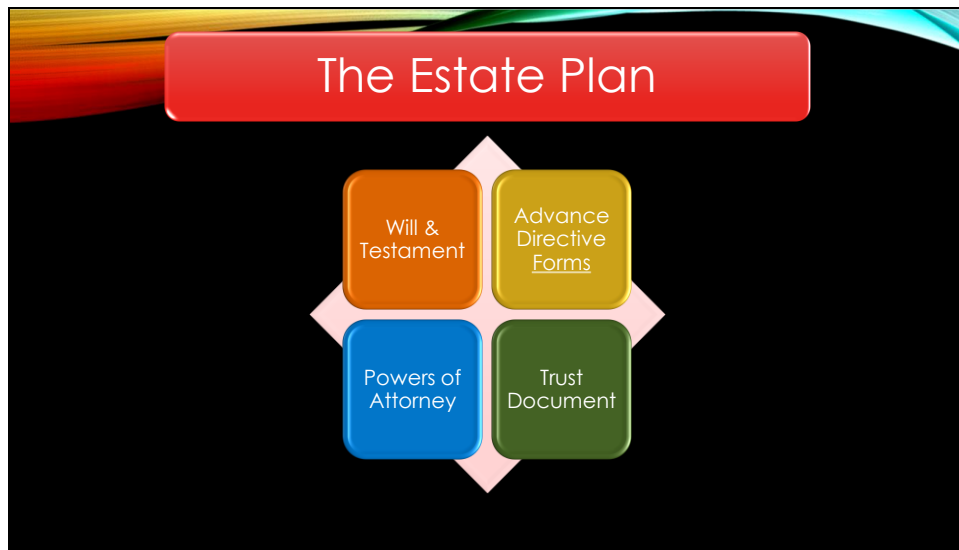 The Estate Plan
Will &
Testament
Advance
Directive
Forms
Powers of
Attorney
Trust
Document